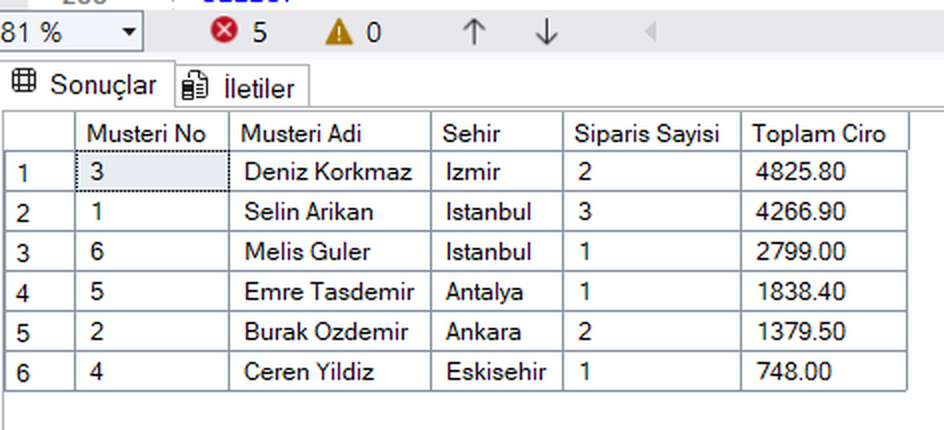 81 % 5 0
Sonuçlar İletiler
Musteri No Musteri Adi Sehir Siparis Sayisi Toplam Ciro
1 3 Deniz Korkmaz Izmir 2 4825.80
2 1 Selin Arikan Istanbul 3 4266.90
3 6 Melis Guler Istanbul 1 2799.00
4 5 Emre Tasdemir Antalya 1 1838.40
5 2 Burak Ozdemir Ankara 2 1379.50
6 4 Ceren Yildiz Eskisehir 1 748.00